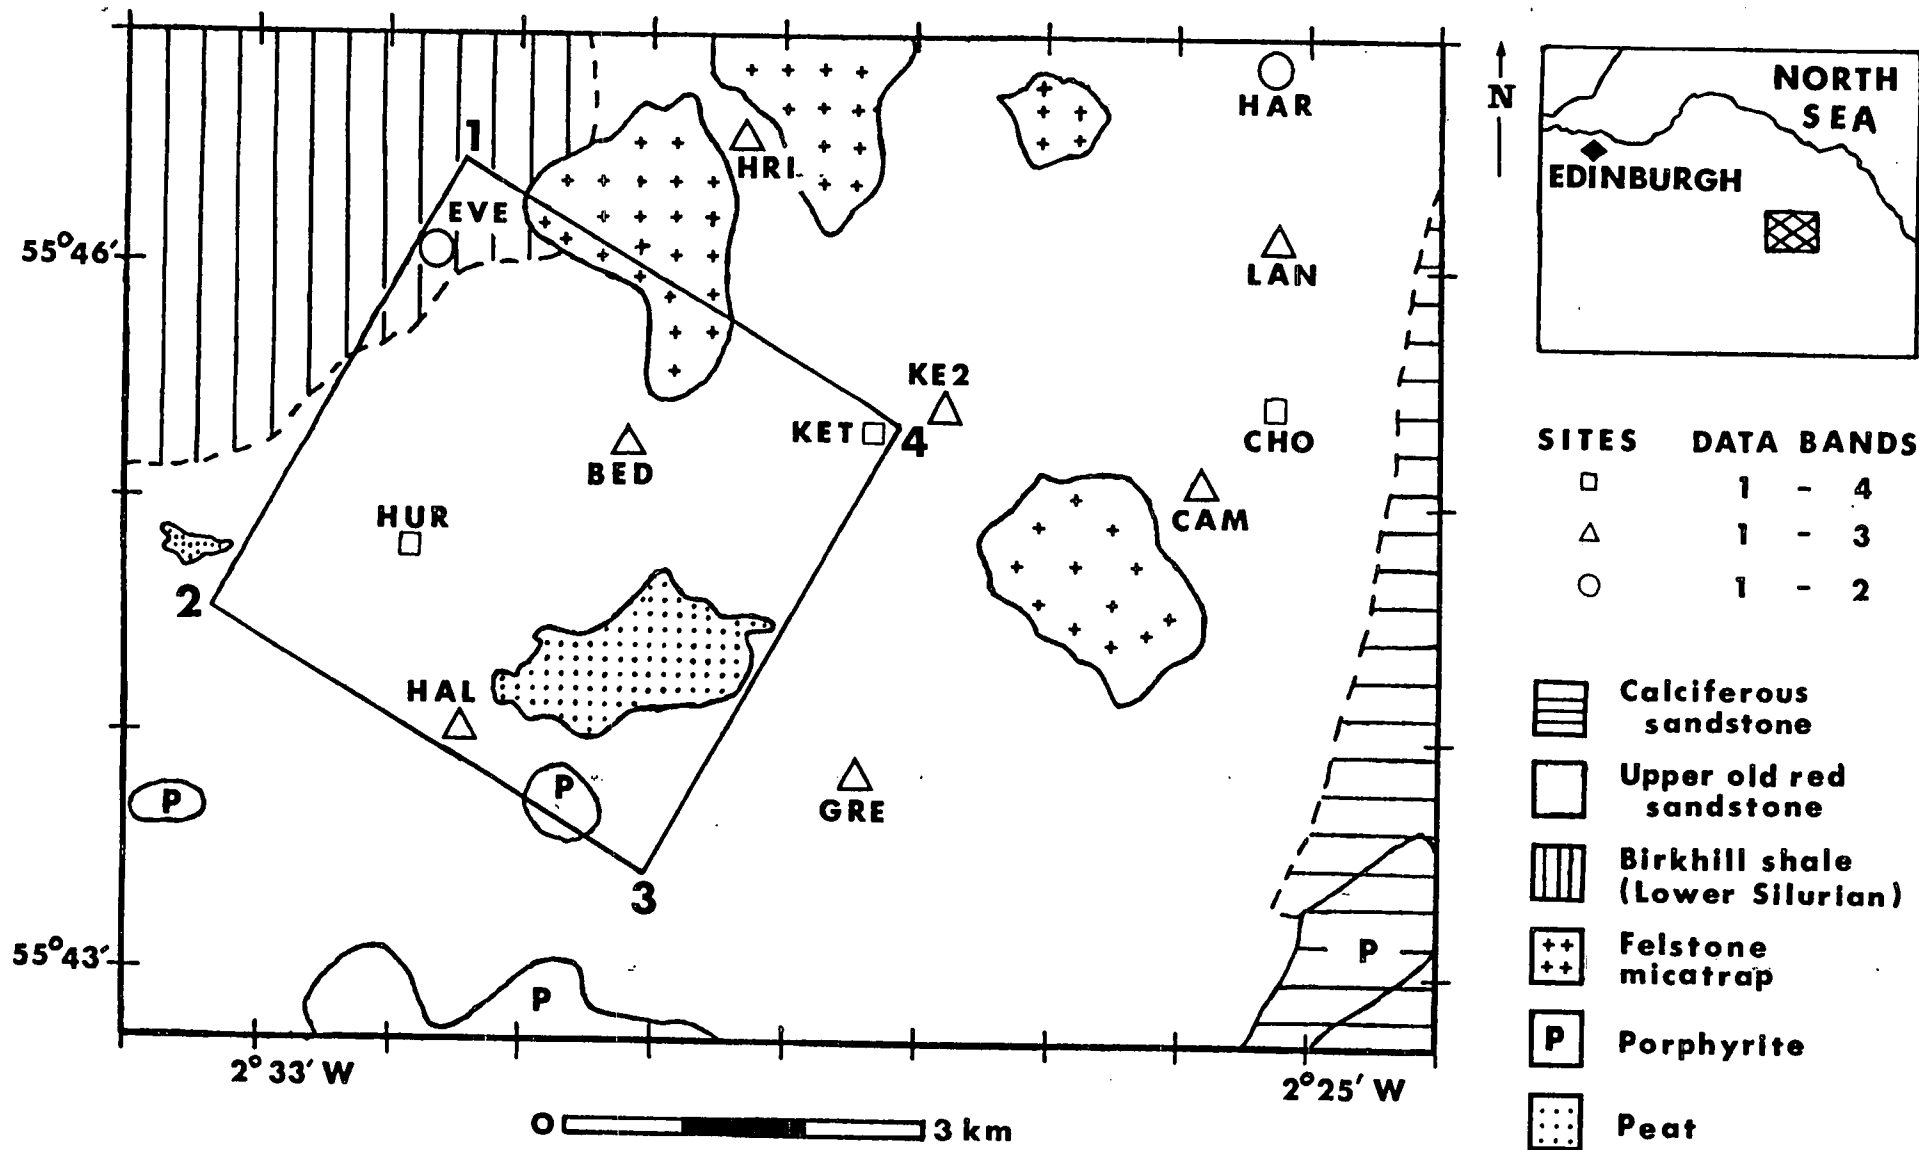 N
NORTH
SEA
EDINBURGH
HAR
HRI
1
EVE
55°46'
LAN
KE2
KET
4
CHO
BED
CAM
HUR
2
HAL
P
P
GRE
3
55°43'
P
P
2°33' W
2°25' W
0 3 km
SITES DATA BANDS
1 - 4
1 - 3
1 - 2
Calciferous
sandstone
Upper old red
sandstone
Birkhill shale
(Lower Silurian)
Felstone
micatrap
P Porphyrite
Peat